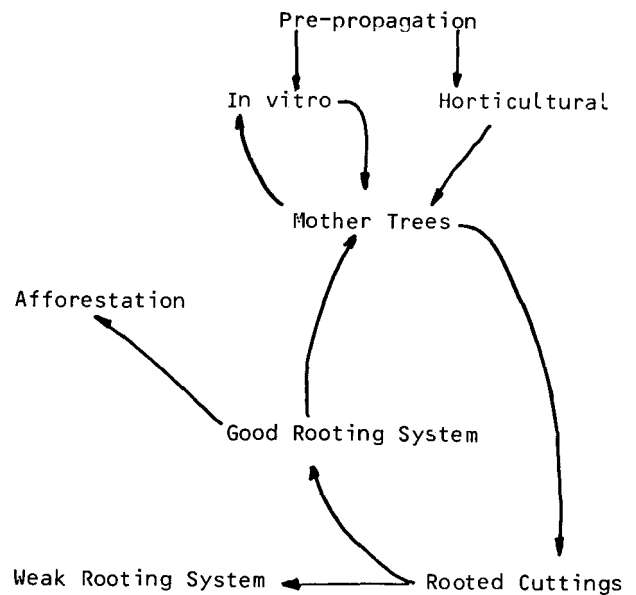 Pre-propagation
In vitro
Horticultural
Mother Trees
Afforestation
Good Rooting System
Weak Rooting System
Rooted Cuttings